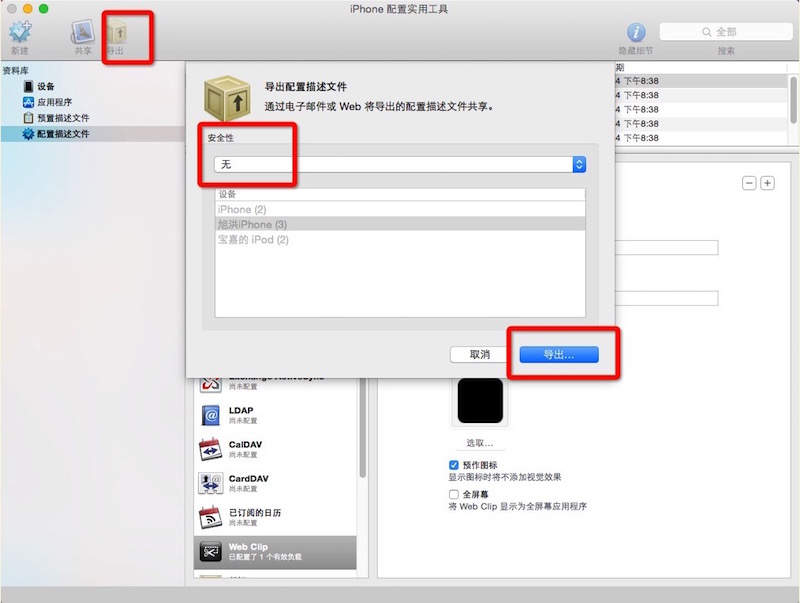 iPhone 配置实用工具
新建
共享
导出
隐藏细节
全部
搜索
资料库
设备
应用程序
预置描述文件
配置描述文件
期
4 下午8:38
4 下午8:38
4 下午8:38
4 下午8:38
4 下午8:38
导出配置描述文件
通过电子邮件或 Web 将导出的配置描述文件共享。
安全性
无
设备
iPhone (2)
旭洪iPhone (3)
宝嘉的 iPod (2)
取消
导出…
Exchange ActiveSync
尚未配置
LDAP
尚未配置
CalDAV
尚未配置
CardDAV
尚未配置
已订阅的日历
尚未配置
Web Clip
已配置了 1 个有效负载
选取…
预作图标
显示图标时将不添加视觉效果
全屏幕
将 Web Clip 显示为全屏幕应用程序